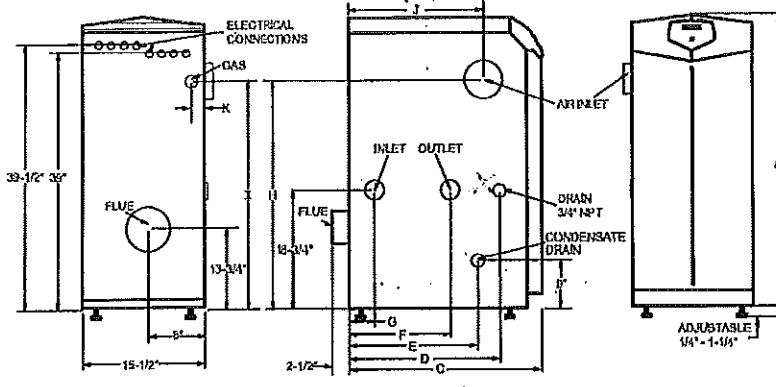 J
ELECTRICAL
CONNECTIONS
GAS
AIR INLET
K
INLET OUTLET
39-1/2"
39"
I
H
FLUE
FLUE
DRAIN
3/4" NPT
18-3/4"
CONDENSATE
DRAIN
13-3/4"
G
8"
F
E
ADJUSTABLE
1/4" - 1-1/4"
15-1/2"
2-1/2"
D
C